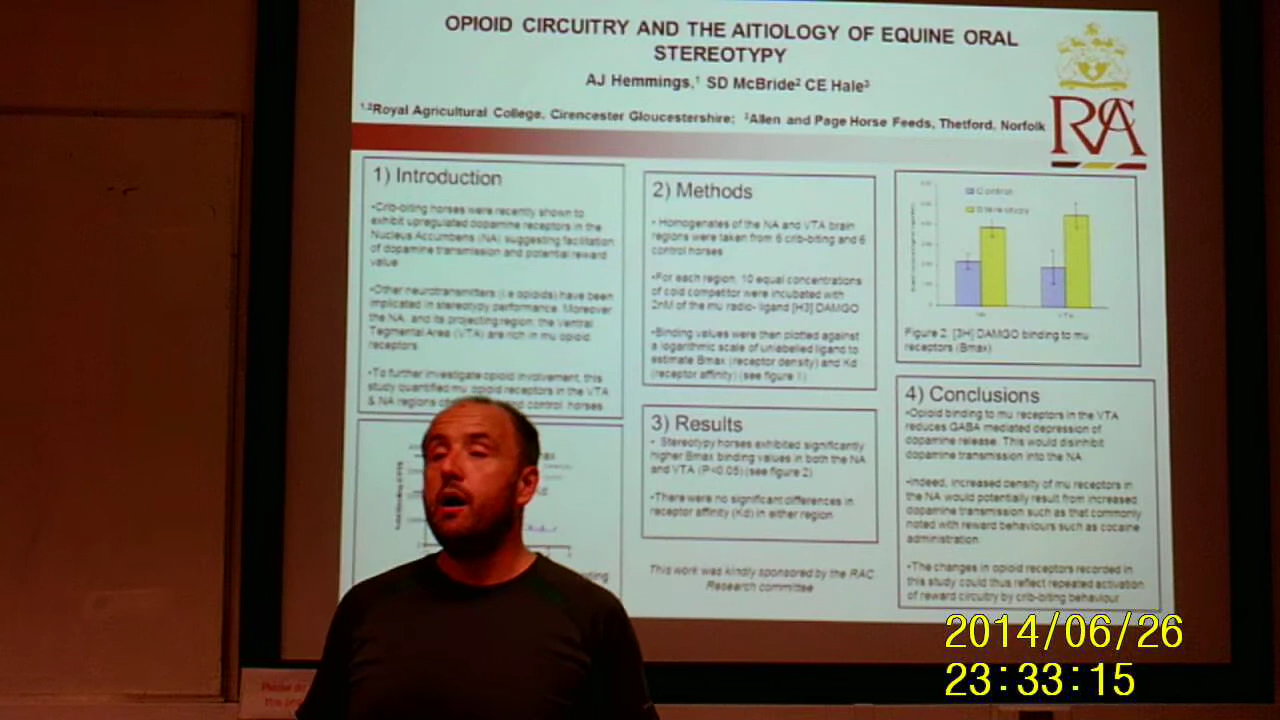 OPIOID CIRCUITRY AND THE AITIOLOGY OF EQUINE ORAL
STEREOTYPY
AJ Hemmings,¹ SD McBride² CE Hale³
¹·²Royal Agricultural College, Cirencester Gloucestershire; ³Allen and Page Horse Feeds, Thetford, Norfolk
RAC
1) Introduction
•Crib-biting horses were recently shown to
exhibit upregulated dopamine receptors in the
Nucleus Accumbens (NA) suggesting facilitation
of dopamine transmission and potential reward
value
•Other neurotransmitters (i.e opioids) have been
implicated in stereotypy performance. Moreover
the NA, and its projecting region, the Ventral
Tegmental Area (VTA) are rich in mu opioid
receptors
•To further investigate opioid involvement, this
study quantified mu opioid receptors in the VTA
& NA regions of control horses
2) Methods
• Homogenates of the NA and VTA brain
regions were taken from 6 crib-biting and 6
control horses
•For each region, 10 equal concentrations
of cold competitor were incubated with
2nM of the mu radio- ligand [H3] DAMGO
•Binding values were then plotted against
a logarithmic scale of unlabelled ligand to
estimate Bmax (receptor density) and Kd
(receptor affinity) (see figure 1)
3) Results
• Stereotypy horses exhibited significantly
higher Bmax binding values in both the NA
and VTA (P<0.05) (see figure 2)
•There were no significant differences in
receptor affinity (Kd) in either region
This work was kindly sponsored by the RAC
Research committee
Control
Stereotypy
NA VTA
Figure 2. [3H] DAMGO binding to mu
receptors (Bmax)
4) Conclusions
•Opioid binding to mu receptors in the VTA
reduces GABA mediated depression of
dopamine release. This would disinhibit
dopamine transmission into the NA
•Indeed, increased density of mu receptors in
the NA would potentially result from increased
dopamine transmission such as that commonly
noted with reward behaviours such as cocaine
administration
•The changes in opioid receptors recorded in
this study could thus reflect repeated activation
of reward circuitry by crib-biting behaviour
2014/06/26
23:33:15